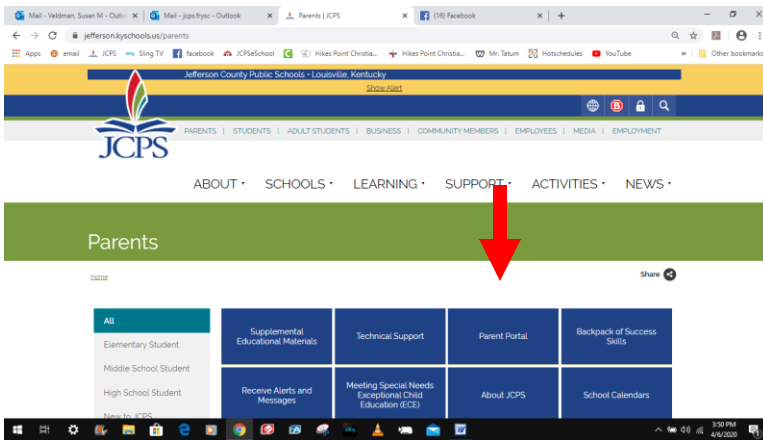 Mail - Veldman, Susan M - Outlo
Mail - jcps.frysc - Outlook
Parents | JCPS
(16) Facebook
jefferson.kyschools.us/parents
Apps
email
JCPS
Sling TV
facebook
JCPSeSchool
Hikes Point Christia...
Hikes Point Christia...
Mr. Tatum
Hotschedules
YouTube
Other bookmarks
Jefferson County Public Schools • Louisville, Kentucky
Show Alert
B
JCPS
PARENTS | STUDENTS | ADULT STUDENTS | BUSINESS | COMMUNITY MEMBERS | EMPLOYEES | MEDIA | EMPLOYMENT
ABOUT SCHOOLS LEARNING SUPPORT ACTIVITIES NEWS
Parents
Home
Share
All
Elementary Student
Middle School Student
High School Student
New to JCPS
Supplemental
Educational Materials
Technical Support
Parent Portal
Backpack of Success
Skills
Receive Alerts and
Messages
Meeting Special Needs
Exceptional Child
Education (ECE)
About JCPS
School Calendars
3:50 PM
4/6/2020